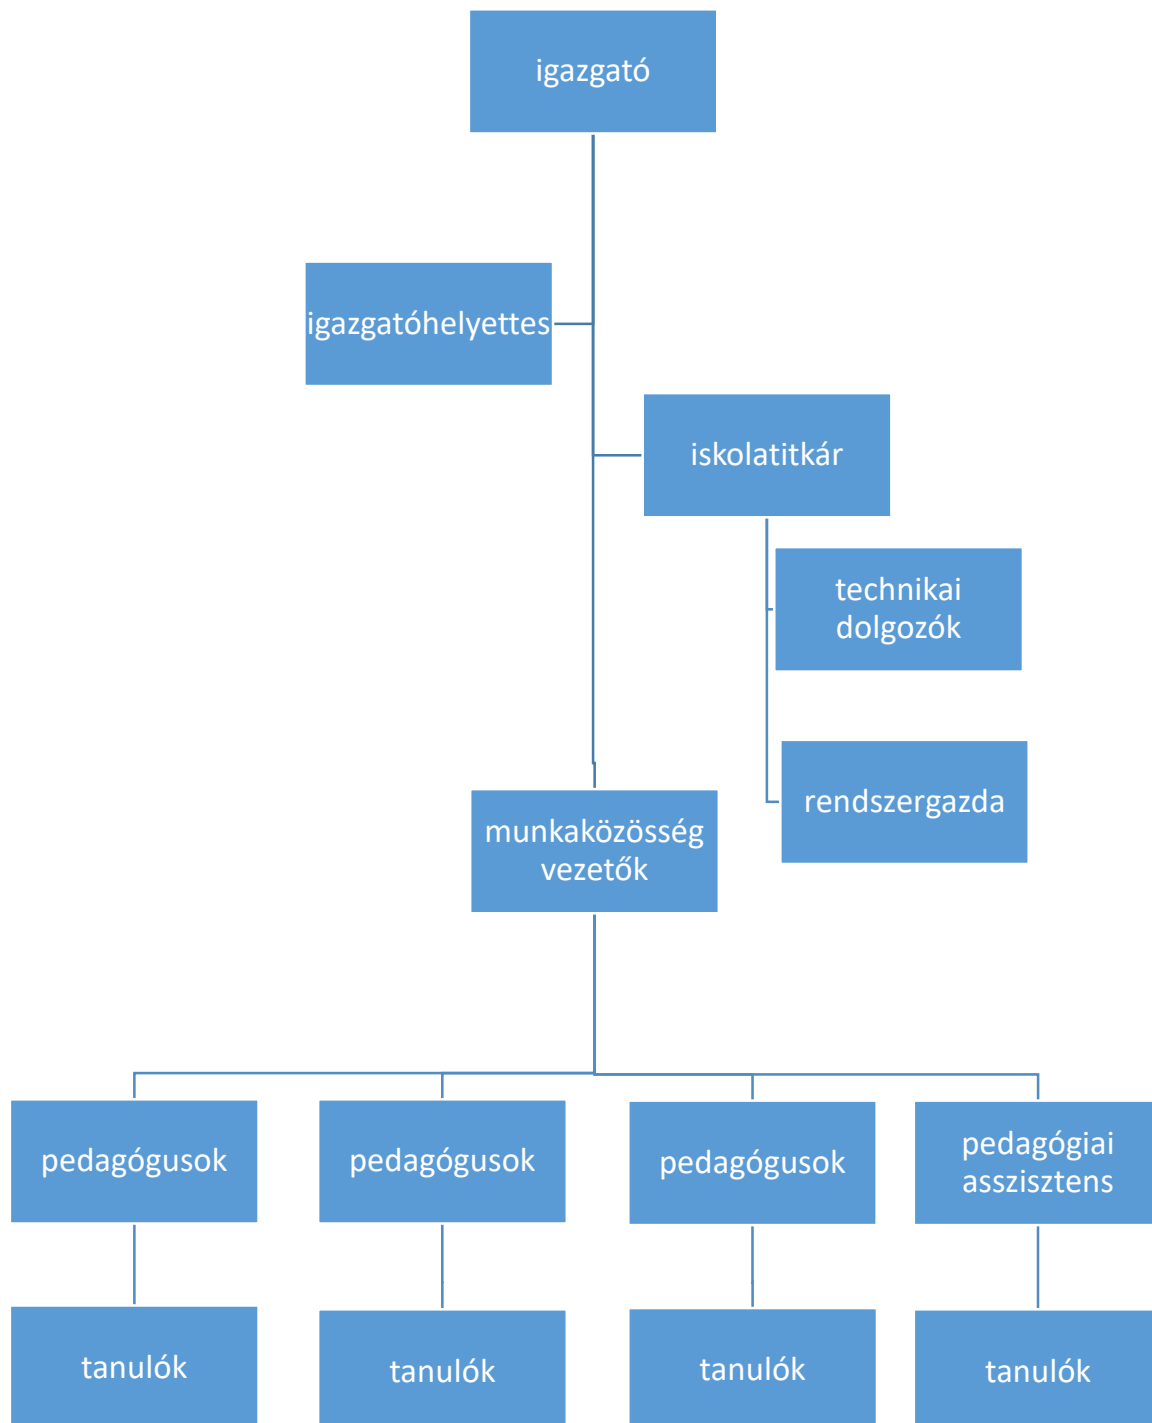 igazgató
igazgatóhelyettes
iskolatitkár
technikai
dolgozók
rendszergazda
munkaközösség
vezetők
pedagógusok
pedagógusok
pedagógusok
pedagógiai
asszisztens
tanulók
tanulók
tanulók
tanulók